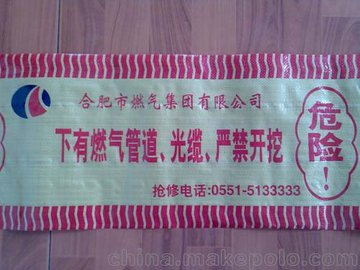 合肥市燃气集团有限公司
下有燃气管道、光缆、严禁开挖
抢修电话:0551-5133333
危险!
china.makepolo.com